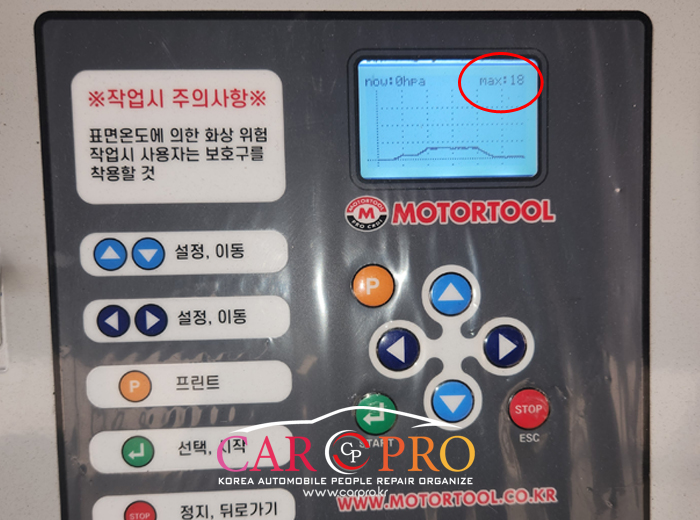 now:0hpa
max:18
※작업시 주의사항※
표면온도에 의한 화상 위험
작업시 사용자는 보호구를
착용할 것
MOTORTOOL
M
PRO CRDI
MOTORTOOL
설정, 이동
설정, 이동
P
P
프린트
선택, 시작
START
STOP
ESC
STOP
정지, 뒤로가기
CAR PRO
CP
KOREA AUTOMOBILE PEOPLE REPAIR ORGANIZE
www.carpro.kr
WWW.MOTORTOOL.CO.KR